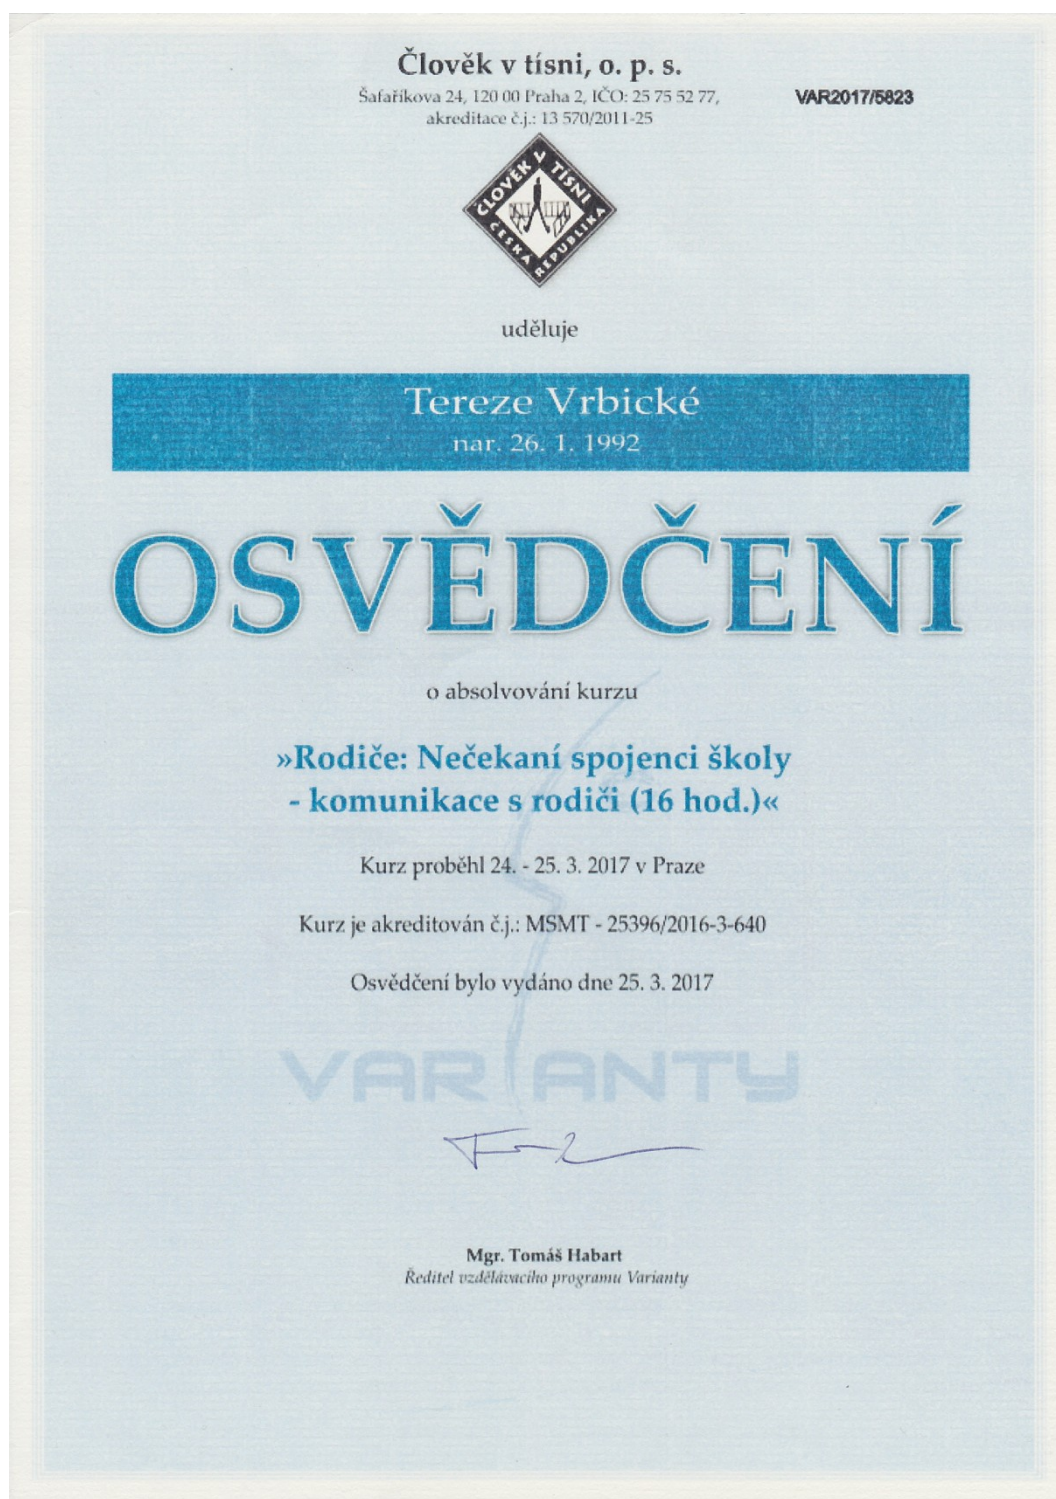 Člověk v tísni, o. p. s.
Šafaříkova 24, 120 00 Praha 2, IČO: 25 75 52 77,
VAR2017/5823
akreditace č.j.: 13 570/2011-25
ČLOVĚK V TÍSNI
ČESKÁ REPUBLIKA
uděluje
Tereze Vrbické
nar. 26. 1. 1992
OSVĚDČENÍ
o absolvování kurzu
»Rodiče: Nečekaní spojenci školy
- komunikace s rodiči (16 hod.)«
Kurz proběhl 24. - 25. 3. 2017 v Praze
Kurz je akreditován č.j.: MSMT - 25396/2016-3-640
Osvědčení bylo vydáno dne 25. 3. 2017
VARIANTY
Mgr. Tomáš Habart
Ředitel vzdělávacího programu Varianty